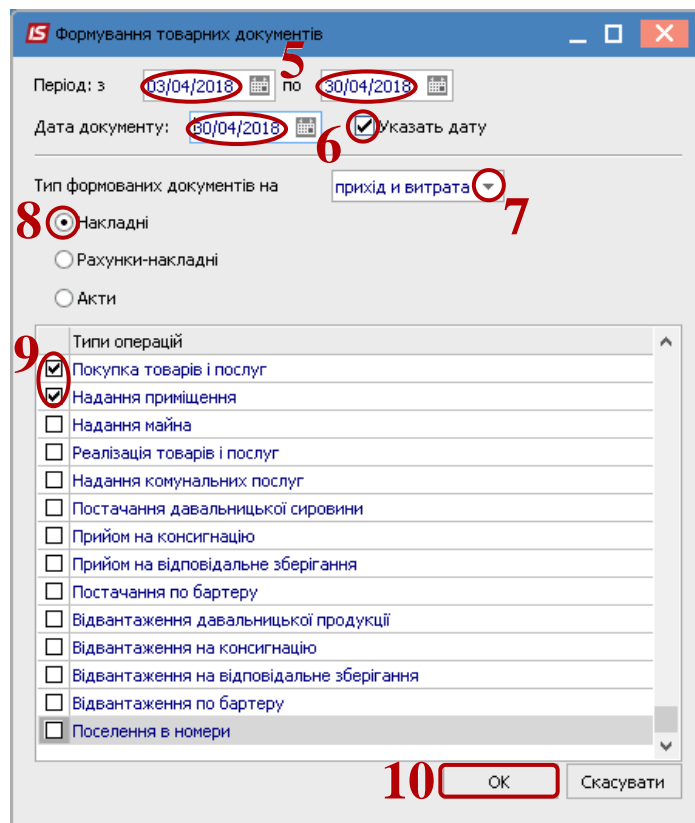 IS Формування товарних документів
5
Період: з 03/04/2018 по 30/04/2018
Дата документу: 30/04/2018 6 Указать дату
Тип формованих документів на прихід и витрата 7
8 Накладні
Рахунки-накладні
Акти
Типи операцій
9 Покупка товарів і послуг
Надання приміщення
Надання майна
Реалізація товарів і послуг
Надання комунальних послуг
Постачання давальницької сировини
Прийом на консигнацію
Прийом на відповідальне зберігання
Постачання по бартеру
Відвантаження давальницької продукції
Відвантаження на консигнацію
Відвантаження на відповідальне зберігання
Відвантаження по бартеру
Поселення в номери
10 OK Скасувати